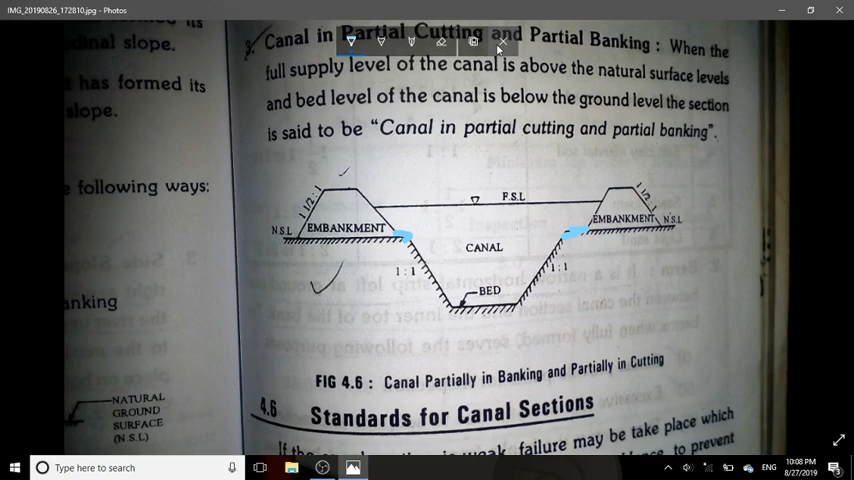 IMG_20190826_172810.jpg - Photos
formed its
dinal slope.
has formed its
slope.
e following ways:
anking
NATURAL
GROUND
SURFACE
(N.S.L)
3. Canal in Partial Cutting and Partial Banking : When the
full supply level of the canal is above the natural surface levels
and bed level of the canal is below the ground level the section
is said to be "Canal in partial cutting and partial banking".
1 1/2 : 1
F.S.L
1 1/2 : 1
N.S.L
EMBANKMENT
EMBANKMENT
N.S.L
CANAL
1 : 1
1 : 1
BED
FIG 4.6 : Canal Partially in Banking and Partially in Cutting
4.6 Standards for Canal Sections
If the
failure may be take place which
to prevent
Type here to search
ENG
10:08 PM
8/27/2019
3